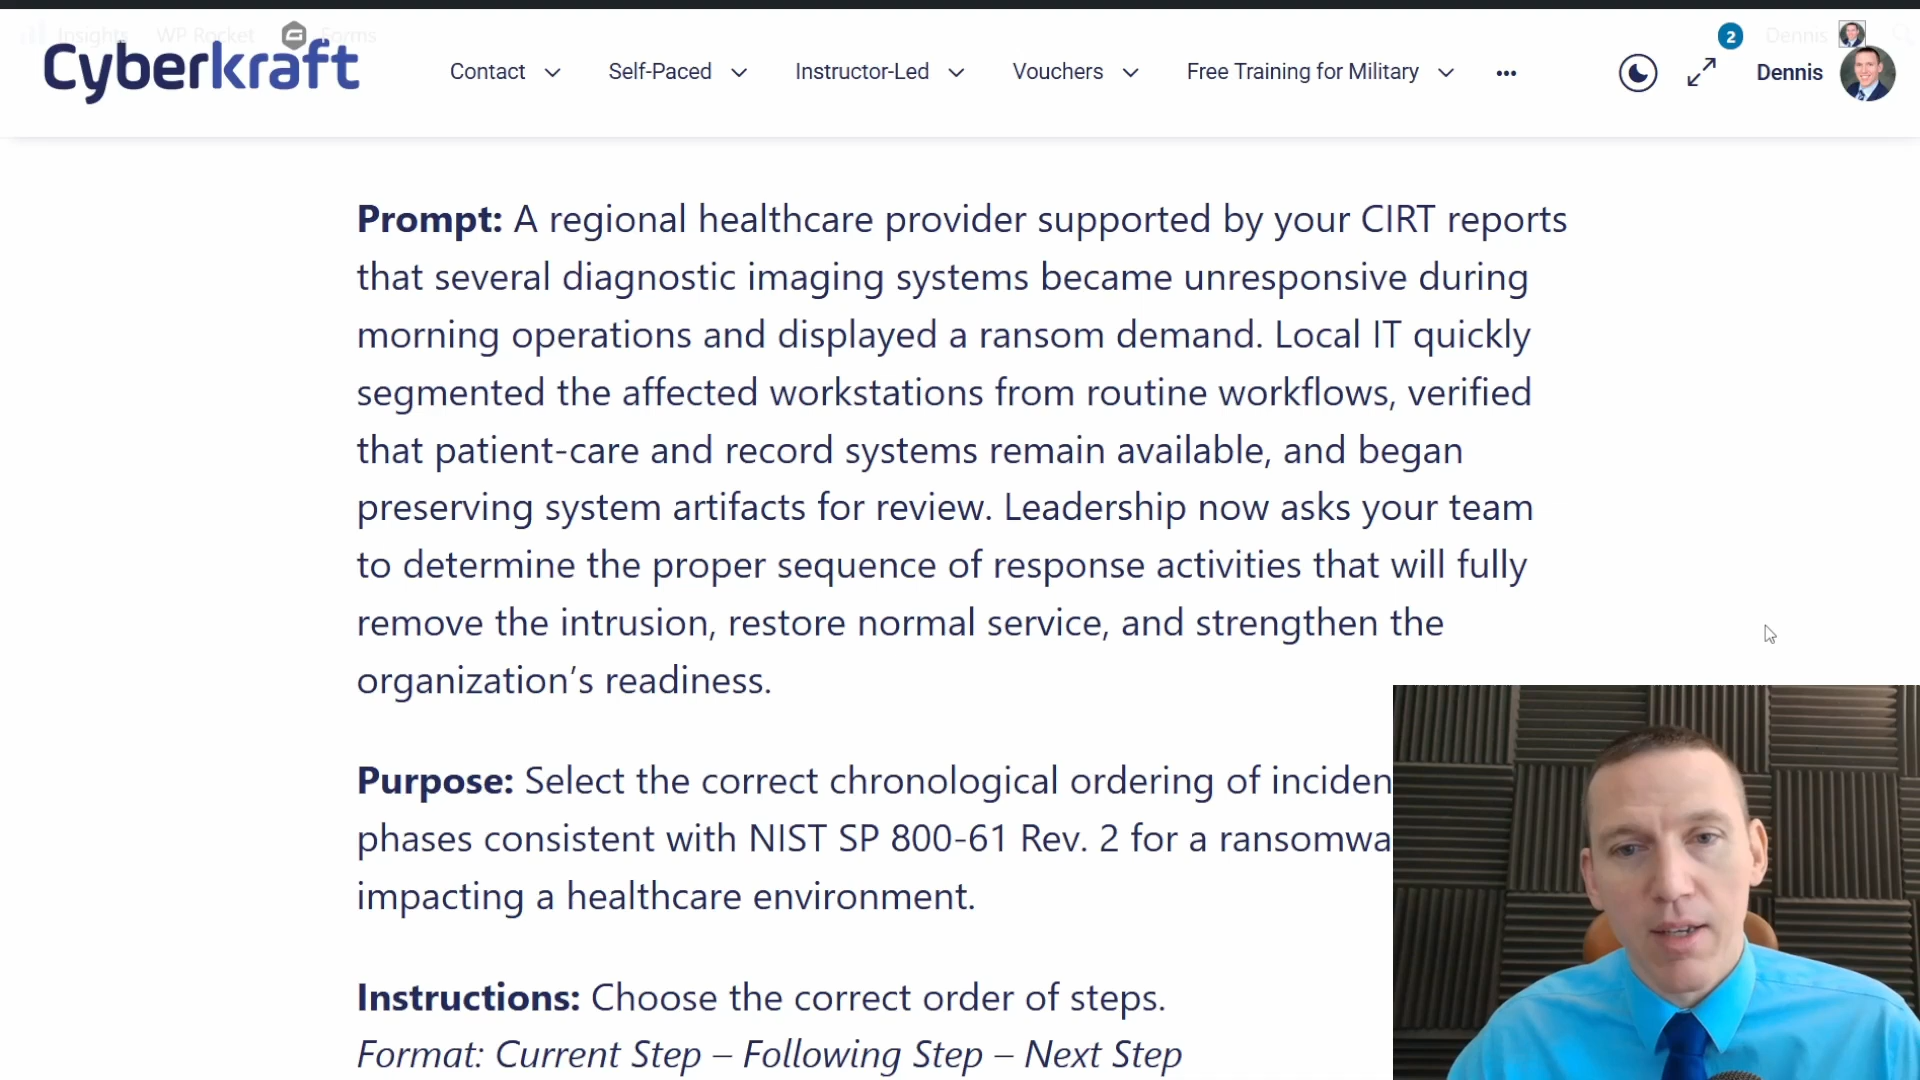 Insights WP Rocket Forms 2 Dennis
Cyberkraft Contact Self-Paced Instructor-Led Vouchers Free Training for Military ••• Dennis
Prompt: A regional healthcare provider supported by your CIRT reports
that several diagnostic imaging systems became unresponsive during
morning operations and displayed a ransom demand. Local IT quickly
segmented the affected workstations from routine workflows, verified
that patient-care and record systems remain available, and began
preserving system artifacts for review. Leadership now asks your team
to determine the proper sequence of response activities that will fully
remove the intrusion, restore normal service, and strengthen the
organization’s readiness.
Purpose: Select the correct chronological ordering of inciden
phases consistent with NIST SP 800-61 Rev. 2 for a ransomwa
impacting a healthcare environment.
Instructions: Choose the correct order of steps.
Format: Current Step – Following Step – Next Step